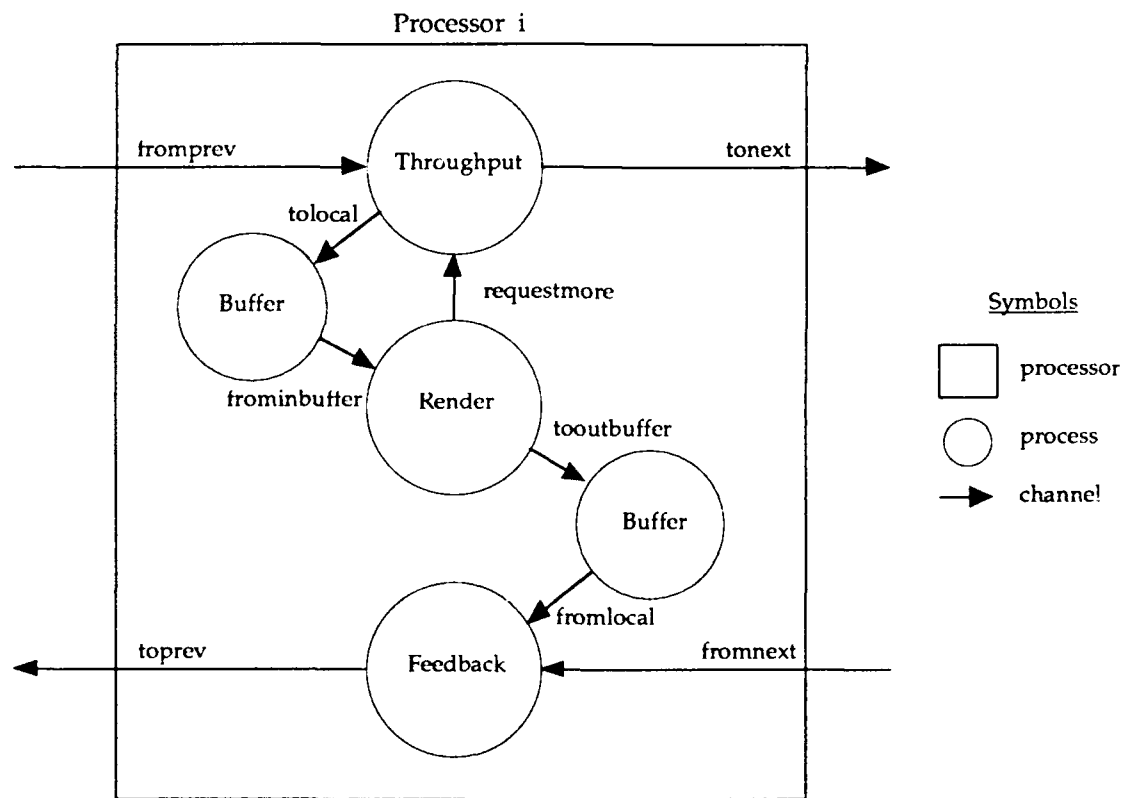 Processor i
fromprev
Throughput
tonext
tolocal
Buffer
requestmore
Symbols
processor
frominbuffer
Render
tooutbuffer
process
channel
Buffer
fromlocal
toprev
Feedback
fromnext